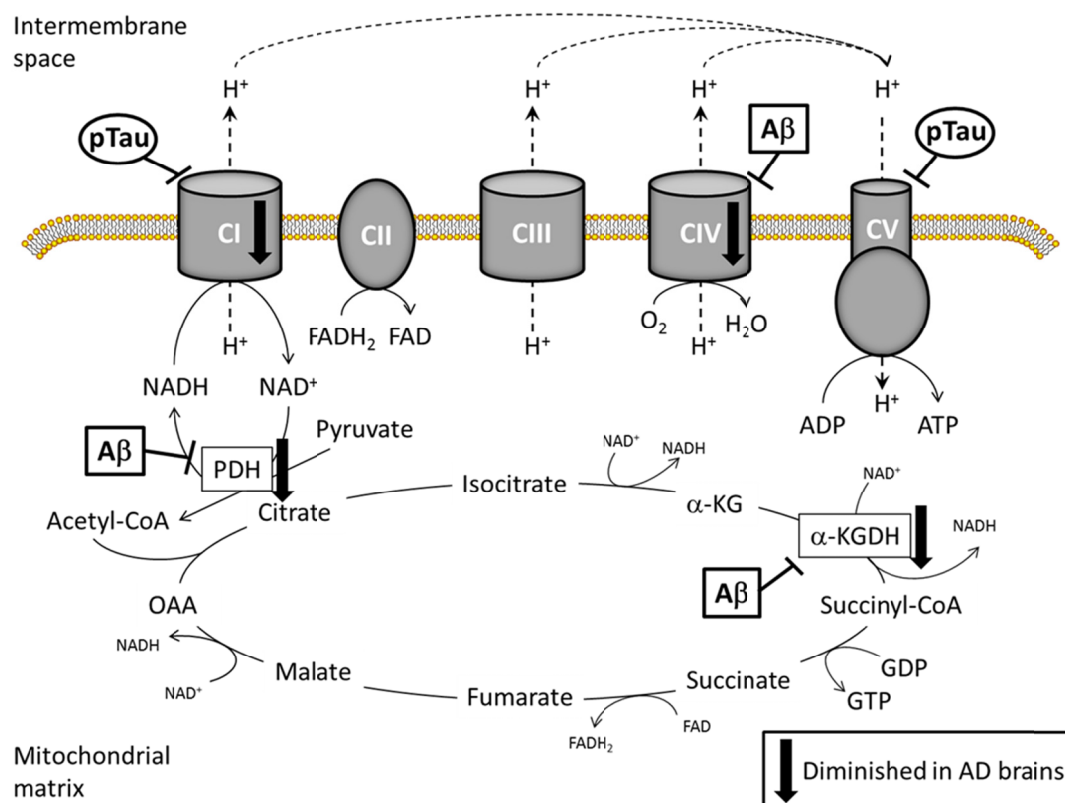 Intermembrane
space
H⁺ H⁺ H⁺ H⁺
pTau Aβ pTau
CI CII CIII CIV CV
FADH₂ FAD O₂ H₂O
H⁺ H⁺ H⁺
NADH NAD⁺ H⁺
ADP ATP
Pyruvate
Aβ PDH NAD⁺ NADH
Isocitrate
Acetyl-CoA Citrate α-KG NAD⁺
α-KGDH NADH
Aβ
OAA Succinyl-CoA
NADH
NAD⁺ Malate Fumarate Succinate GDP
GTP
FADH₂ FAD
Mitochondrial
matrix
Diminished in AD brains